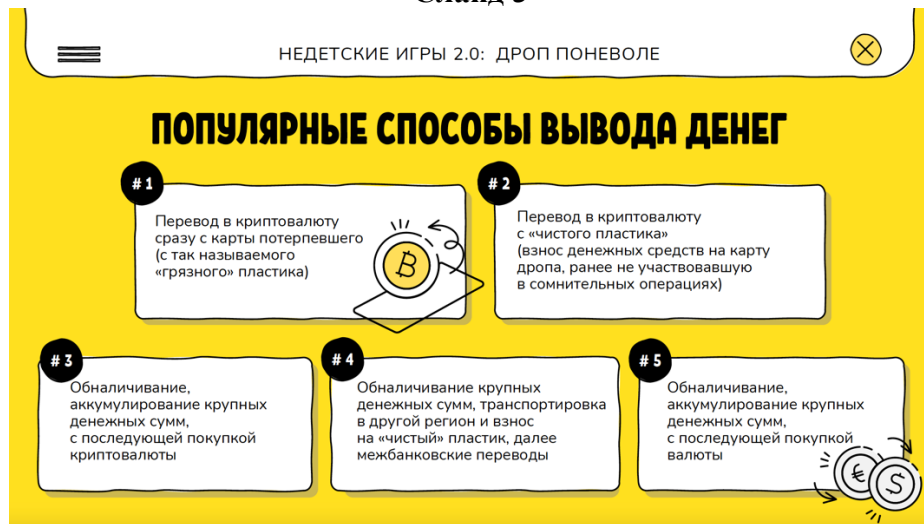 Слайд 3
НЕДЕТСКИЕ ИГРЫ 2.0: ДРОП ПОНЕВОЛЕ
ПОПУЛЯРНЫЕ СПОСОБЫ ВЫВОДА ДЕНЕГ
#1
Перевод в криптовалюту
сразу с карты потерпевшего
(с так называемого
«грязного» пластика)
#2
Перевод в криптовалюту
с «чистого пластика»
(взнос денежных средств на карту
дропа, ранее не участвовавшую
в сомнительных операциях)
#3
Обналичивание,
аккумулирование крупных
денежных сумм,
с последующей покупкой
криптовалюты
#4
Обналичивание крупных
денежных сумм, транспортировка
в другой регион и взнос
на «чистый» пластик, далее
межбанковские переводы
#5
Обналичивание,
аккумулирование крупных
денежных сумм,
с последующей покупкой
валюты